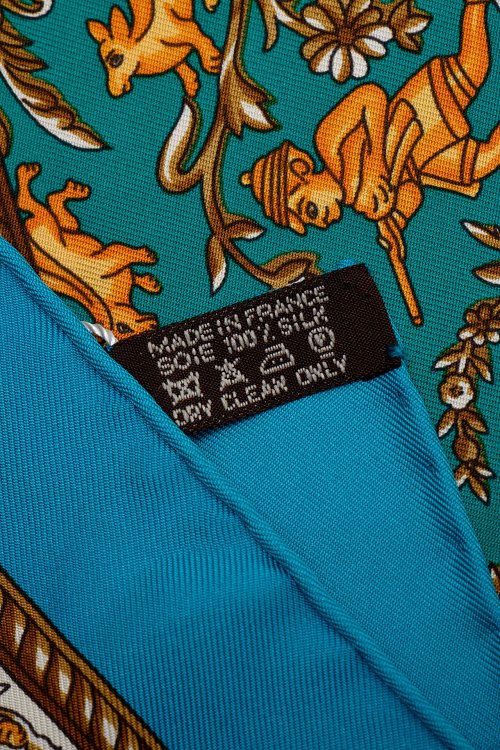 MADE IN FRANCE
SOIE 100% SILK
DRY CLEAN ONLY